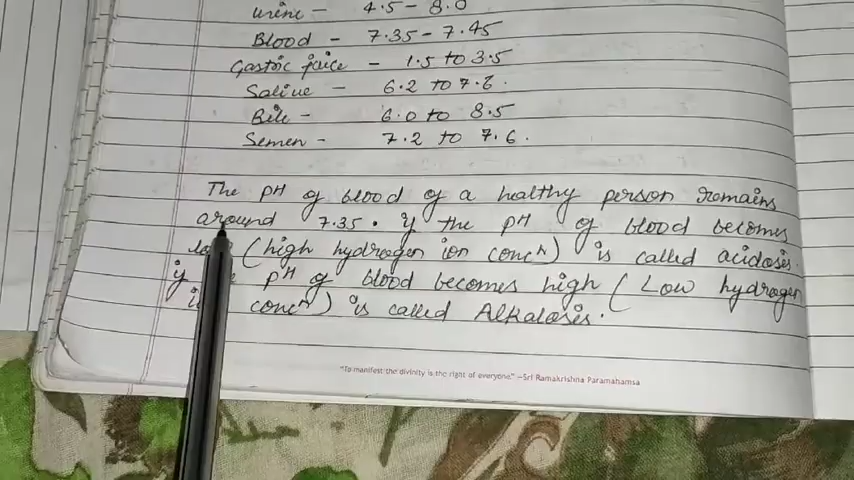 Urine - 4.5 - 8.0
Blood - 7.35 - 7.45
Gastric juice - 1.5 to 3.5
Salive - 6.2 to 7.6.
Bile - 6.0 to 8.5
Semen - 7.2 to 7.6.
The pH of blood of a healthy person remains
around 7.35. if the pH of blood becomes
(high hydrogen ion concn) is called acidosis.
if pH of blood becomes high (Low hydrogen
concn) is called Alkalosis.
"To manifest the divinity is the right of everyone." —Sri Ramakrishna Paramahamsa